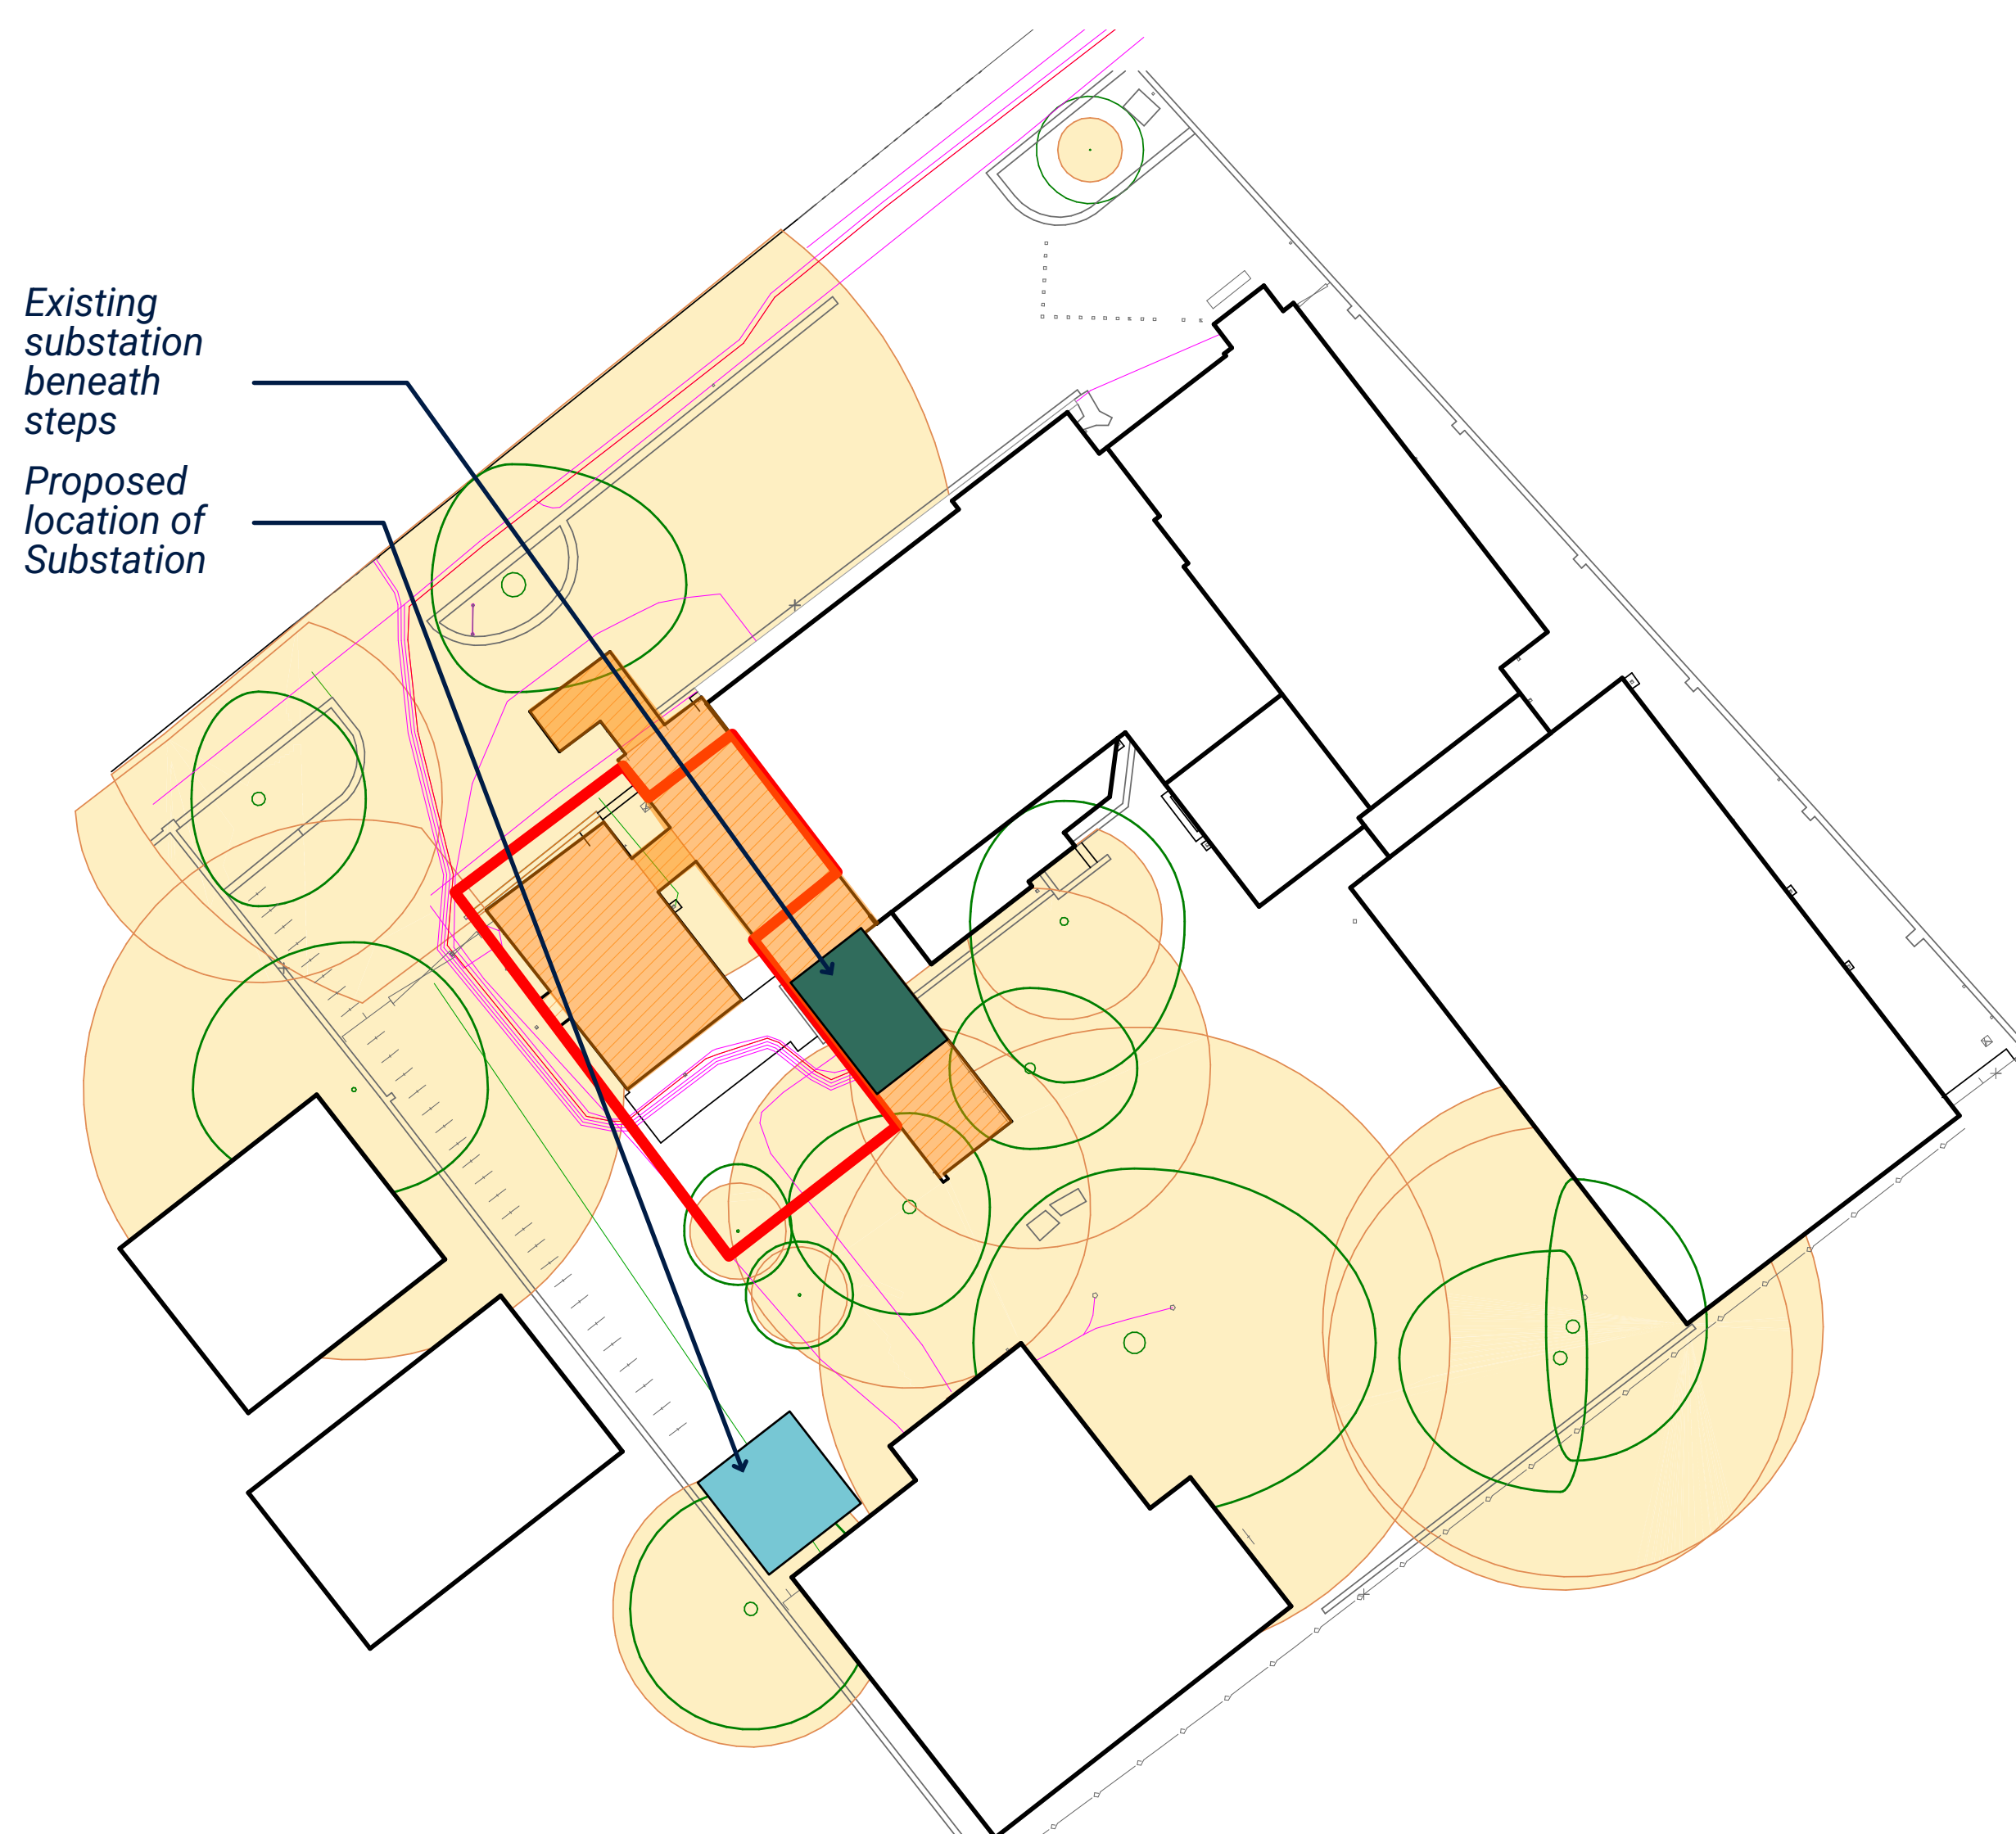 Existing
substation
beneath
steps
Proposed
location of
Substation